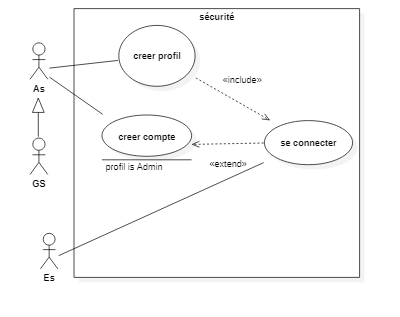 sécurité
creer profil
«include»
As
creer compte
se connecter
profil is Admin
«extend»
GS
Es